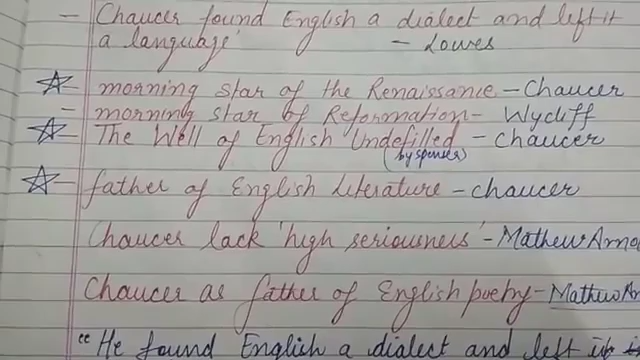 - Chaucer found English a dialect and left it
a language' - Lowes
- morning star of the Renaissance - Chaucer
- morning star of Reformation - Wycliff
- The Well of English Undefilled - Chaucer
(by spenser)
- father of English Literature - chaucer
Chaucer lack 'high seriousness' - Mathew Arno
Chaucer as father of English poetry - Mathew Ar
"He found English a dialect and left it